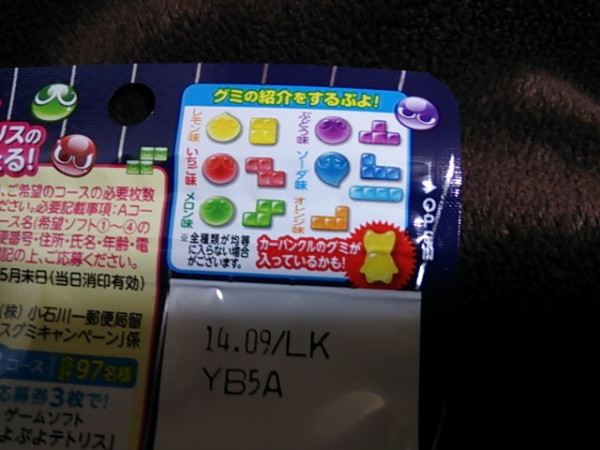 リスの
る!
ご希望のコースの必要枚数
ださい。必要記載事項:Aコー
ース名(希望ソフト①〜④の
便番号・住所・氏名・年齢・電
記の上、ご応募ください。
5月末日(当日消印有効)
(株) 小石川一郵便局留
スグミキャンペーン」係
コース 合計97名様
応募券3枚で!
ゲームソフト
よぷよテトリス」
グミの紹介をするぷよ!
レモン味
ぶどう味
いちご味
ソーダ味
メロン味
オレンジ味
※全種類が均等
に入らない場合
がございます。
カーバンクルのグミが
入っているかも!
14.09/LK
YB5A